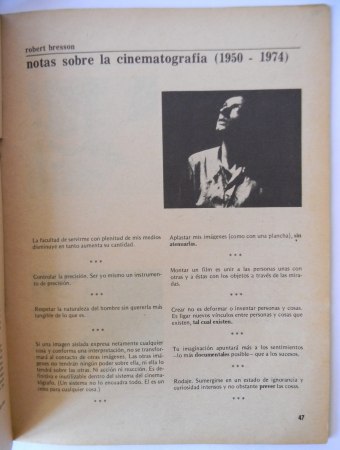 robert bresson
notas sobre la cinematografía (1950 - 1974)
La facultad de servirme con plenitud de mis medios
disminuye en tanto aumenta su cantidad.
* * *
Controlar la precisión. Ser yo mismo un instrumen-
to de precisión.
* * *
Respetar la naturaleza del hombre sin quererla más
tangible de lo que es.
* * *
Si una imagen aislada expresa netamente cualquier
cosa y conforma una interpretación, no se transfor-
mará al contacto de otras imágenes. Las otras imáge-
nes no tendrán ningún poder sobre ella, ni ella lo
tendrá sobre las otras. Ni acción ni reacción. Es de-
finitiva e inutilizable dentro del sistema del cinema-
tógrafo. (Un sistema no lo encuadra todo. El es un
cebo para cualquier cosa.)
Aplastar mis imágenes (como con una plancha), sin
atenuarlas.
* * *
Montar un film es unir a las personas unas con
otras y a éstas con los objetos a través de las mira-
das.
* * *
Crear no es deformar o inventar personas y cosas.
Es ligar nuevos vínculos entre personas y cosas que
existen, tal cual existen.
* * *
Tu imaginación apuntará más a los sentimientos
—lo más documentales posible— que a los sucesos.
* * *
Rodaje. Sumergirse en un estado de ignorancia y
curiosidad intensos y no obstante prever las cosas.
47